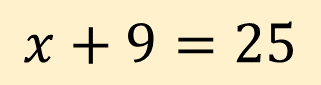 x + 9 = 25